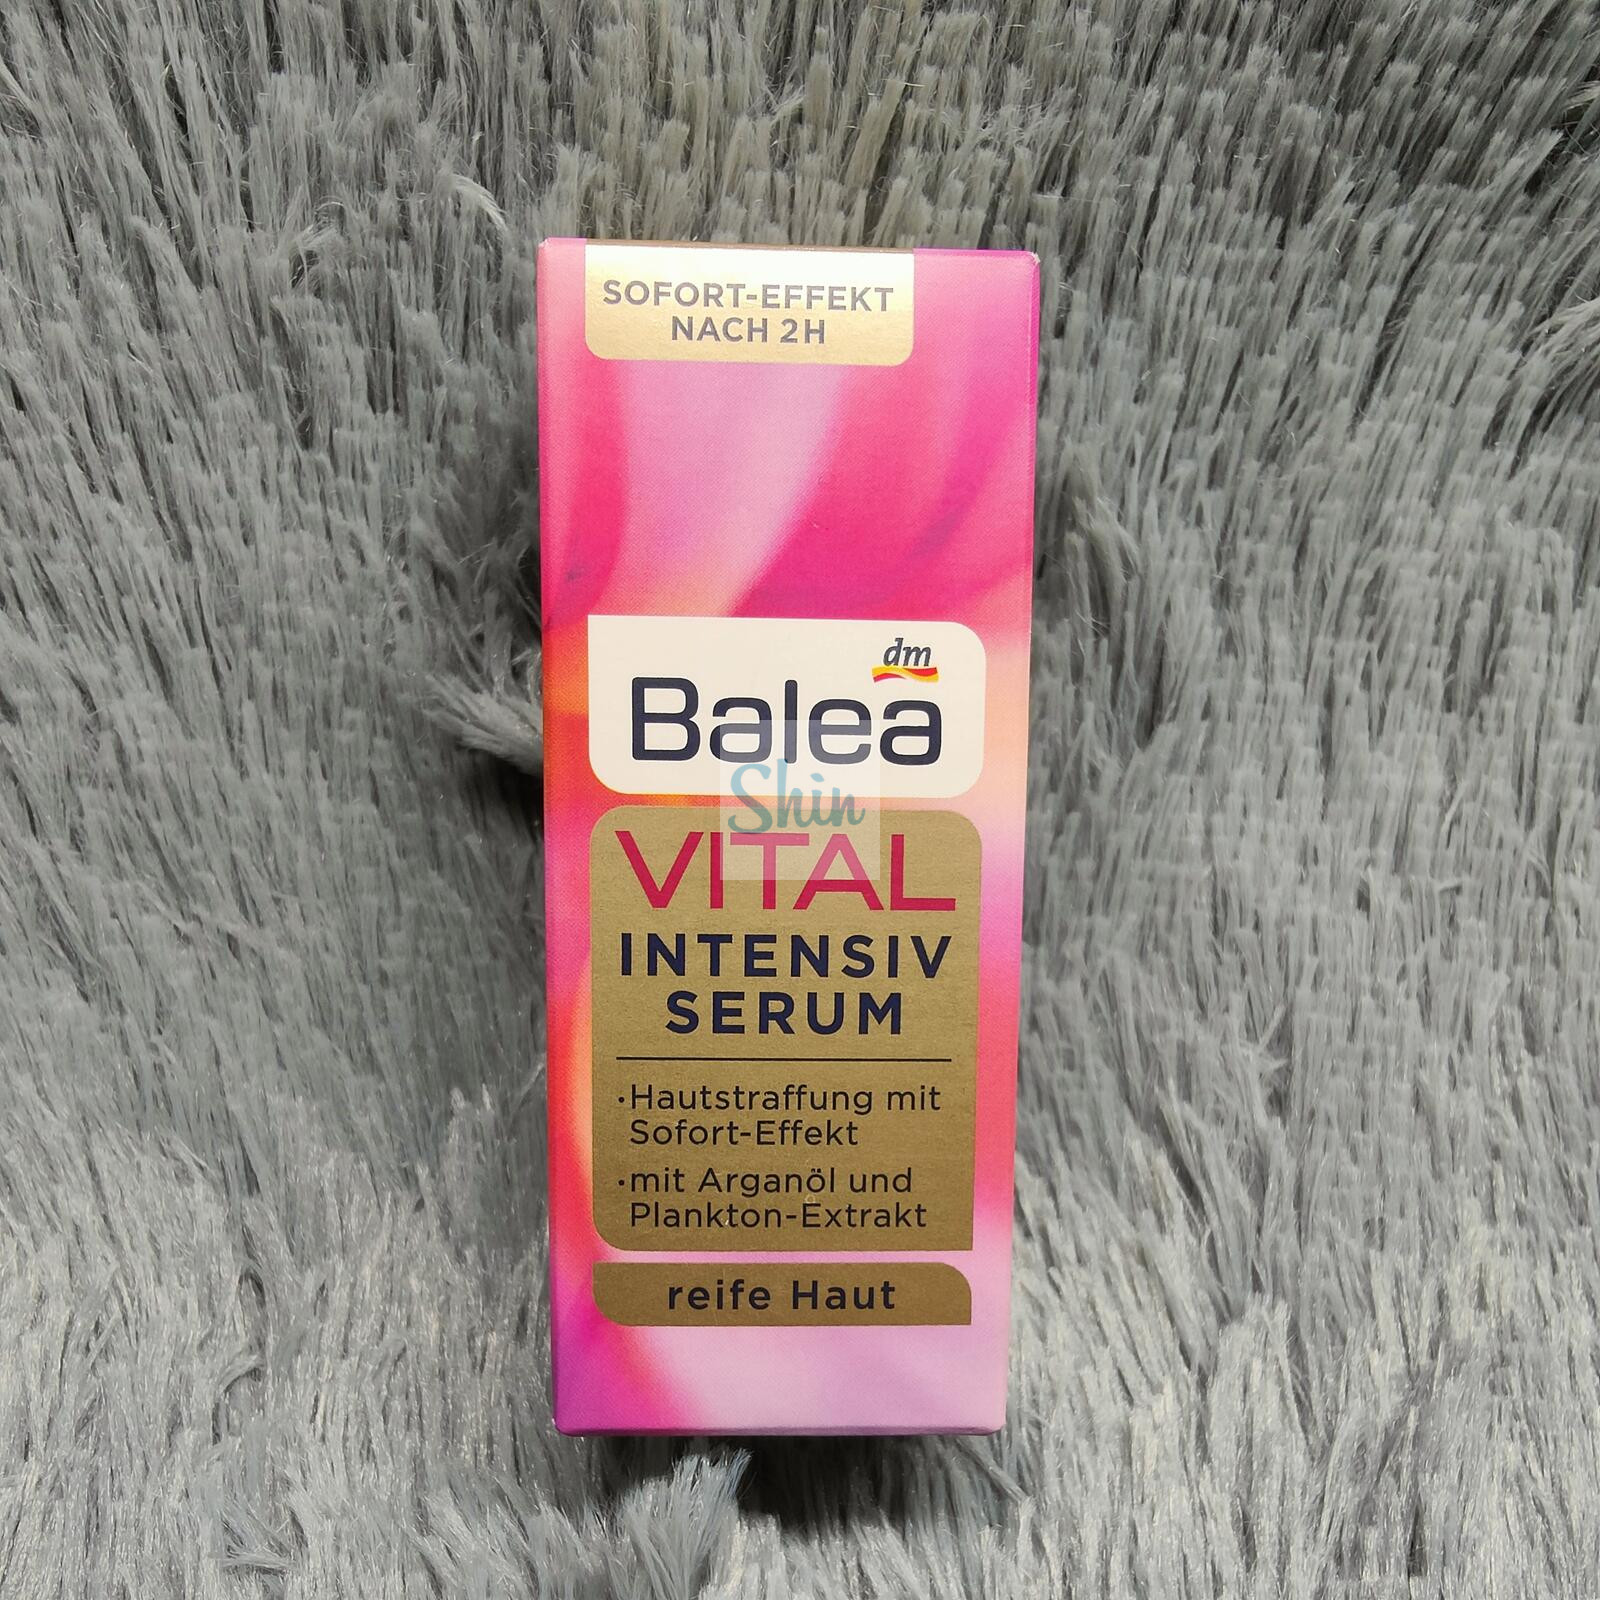 SOFORT-EFFEKT
NACH 2H
dm
Balea
Shin
VITAL
INTENSIV
SERUM
·Hautstraffung mit
Sofort-Effekt
·mit Arganöl und
Plankton-Extrakt
reife Haut